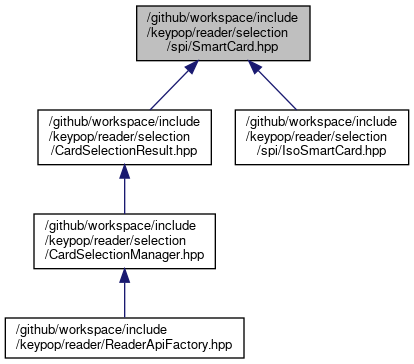 /github/workspace/include
/keypop/reader/selection
/spi/SmartCard.hpp
/github/workspace/include
/keypop/reader/selection
/CardSelectionResult.hpp
/github/workspace/include
/keypop/reader/selection
/spi/IsoSmartCard.hpp
/github/workspace/include
/keypop/reader/selection
/CardSelectionManager.hpp
/github/workspace/include
/keypop/reader/ReaderApiFactory.hpp